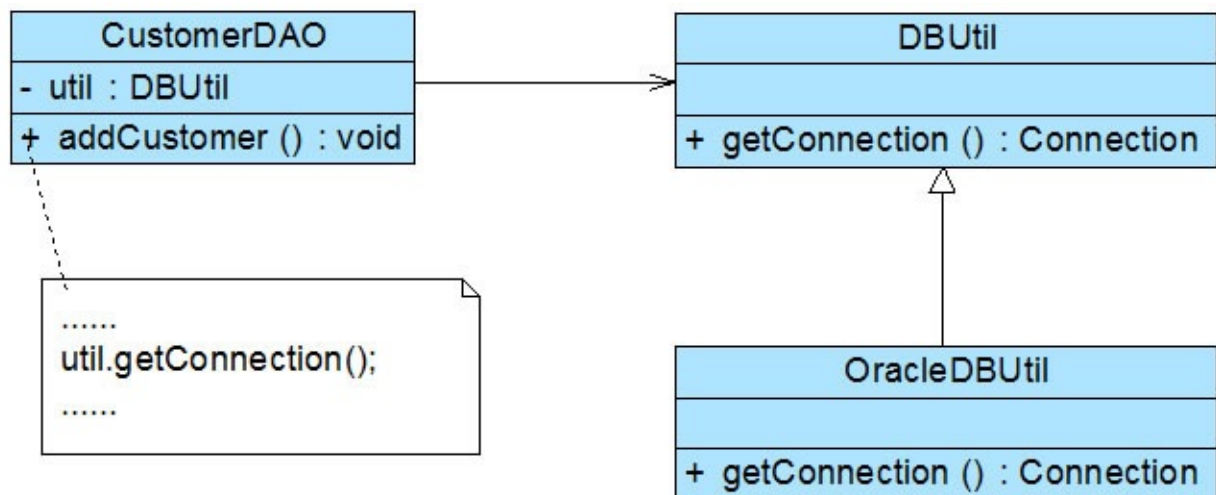 CustomerDAO
- util : DBUtil
+ addCustomer () : void
......
util.getConnection();
......
DBUtil
+ getConnection () : Connection
OracleDBUtil
+ getConnection () : Connection